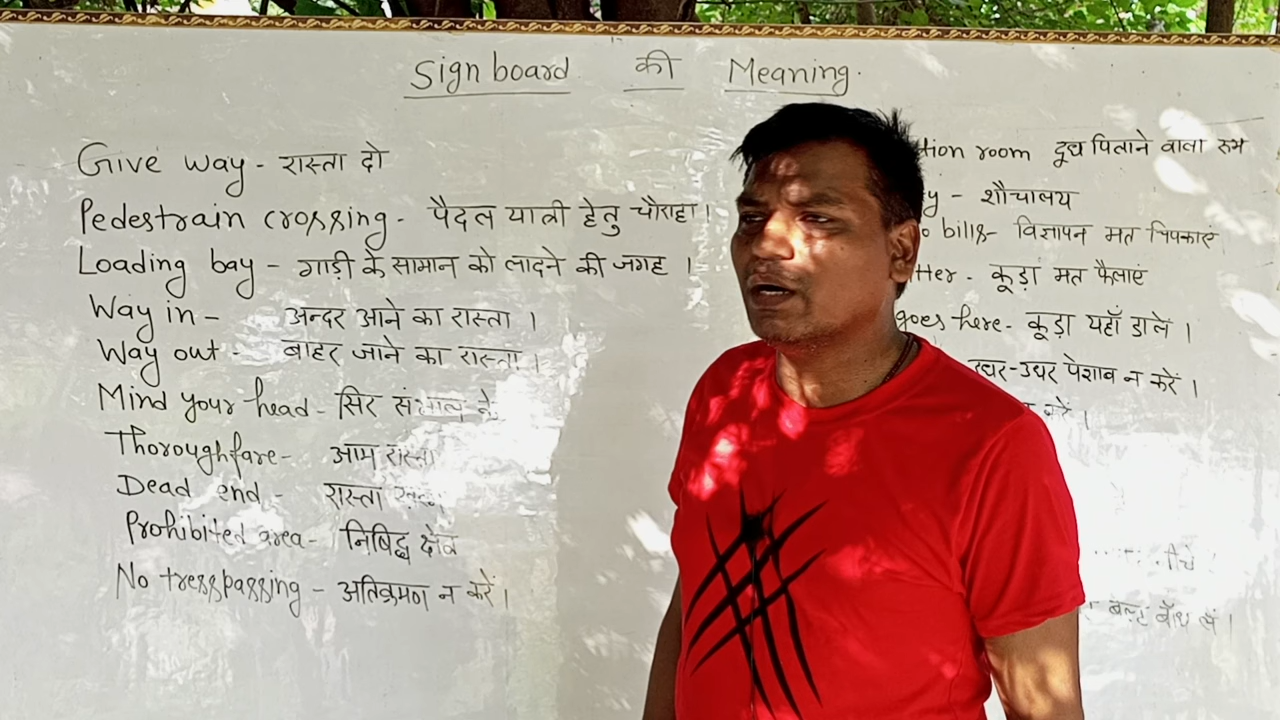 Sign board की Meaning.
Give way - रास्ता दो
Pedestrain crossing - पैदल यात्री हेतु चौराहा।
Loading bay - गाड़ी के सामान को लादने की जगह।
Way in - अन्दर आने का रास्ता।
Way out - बाहर जाने का रास्ता।
Mind your head - सिर संभाल लें
Thoroughfare - आम रास्ता
Dead end - रास्ता
Prohibited area - निषिद्ध क्षेत्र
No tresspassing - अतिक्रमण न करें।
tion room दूध पिलाने वाला रूम
y - शौचालय
bills - विज्ञापन मत चिपकाएं
tter - कूड़ा मत फैलाएं
goes here - कूड़ा यहाँ डालें।
इधर-उधर पेशाब न करें।
करें।
नीचे
बेल्ट बाँध लें।